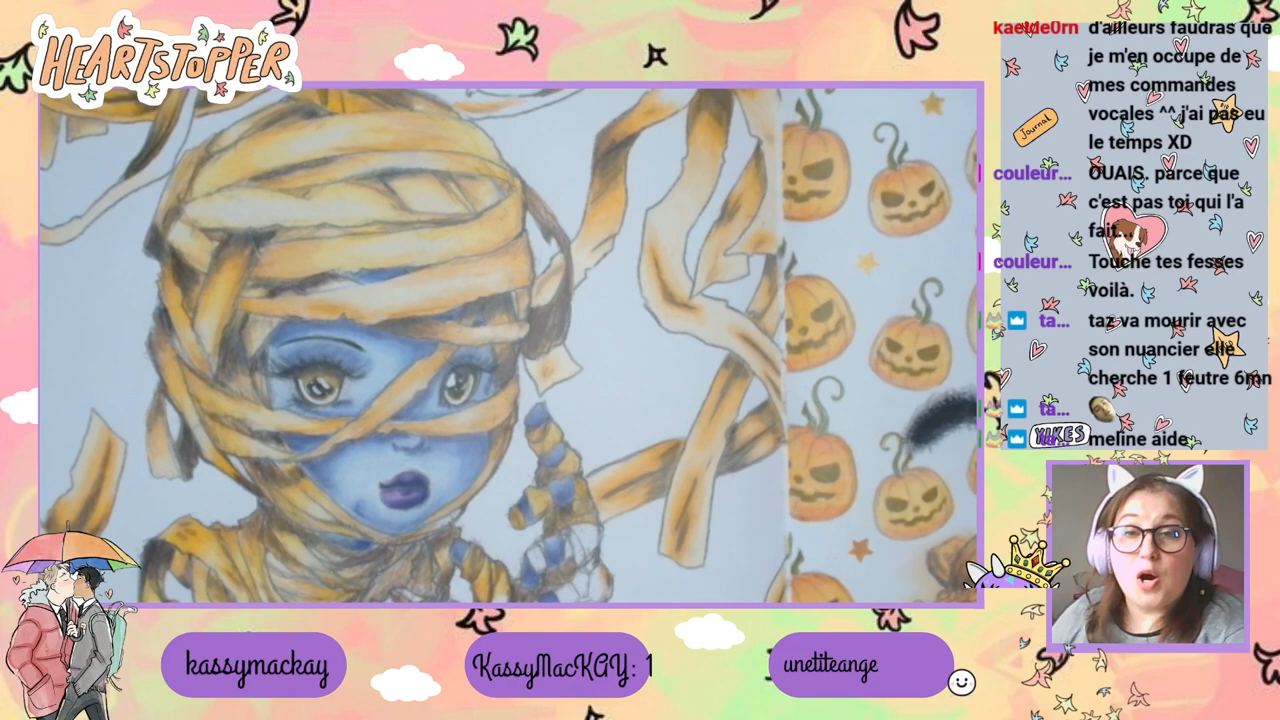 HEARTSTOPPER
kaelde0rn d'ailleurs faudras que
je m'en occupe de
mes commandes
vocales ^^ j'ai pas eu
le temps XD
couleur... OUAIS. parce que
c'est pas toi qui l'a
fait...
couleur... Touche tes fesses
voilà.
ta... taz va mourir avec
son nuancier elle
cherche 1 feutre 6mn
ta...
meline aide
Journal
YIKES
kassymackay
KassyMacKAY: 1
unetiteange